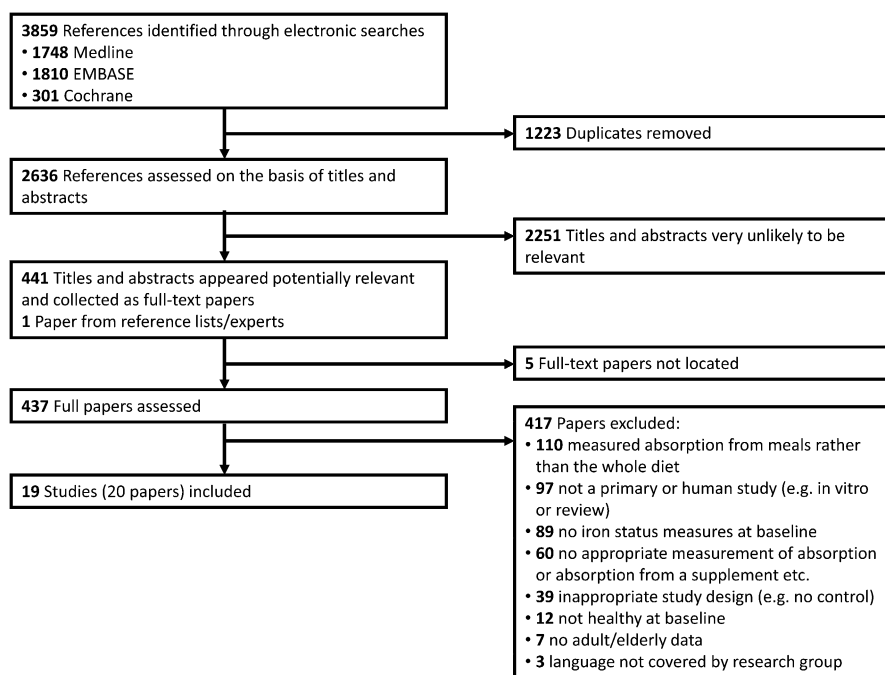 3859 References identified through electronic searches
• 1748 Medline
• 1810 EMBASE
• 301 Cochrane
1223 Duplicates removed
2636 References assessed on the basis of titles and
abstracts
2251 Titles and abstracts very unlikely to be
relevant
441 Titles and abstracts appeared potentially relevant
and collected as full-text papers
1 Paper from reference lists/experts
5 Full-text papers not located
437 Full papers assessed
417 Papers excluded:
• 110 measured absorption from meals rather
than the whole diet
• 97 not a primary or human study (e.g. in vitro
or review)
• 89 no iron status measures at baseline
• 60 no appropriate measurement of absorption
or absorption from a supplement etc.
• 39 inappropriate study design (e.g. no control)
• 12 not healthy at baseline
• 7 no adult/elderly data
• 3 language not covered by research group
19 Studies (20 papers) included